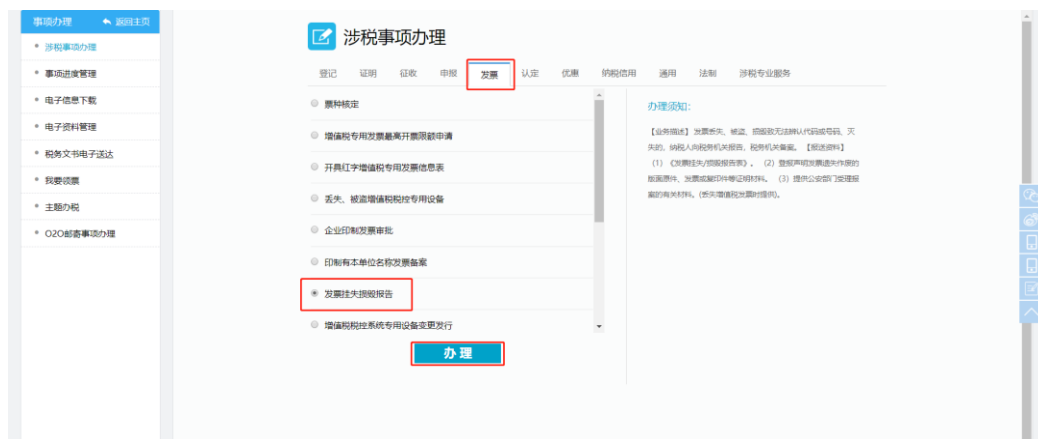 事项办理 返回主页
涉税事项办理
事项进度管理
电子信息下载
电子资料管理
税务文书电子送达
我要领票
主题办税
O2O邮寄事项办理
涉税事项办理
登记 证明 征收 申报 发票 认定 优惠 纳税信用 通用 法制 涉税专业服务
票种核定
增值税专用发票最高开票限额申请
开具红字增值税专用发票信息表
丢失、被盗增值税税控专用设备
企业印制发票审批
印制有本单位名称发票备案
发票挂失损毁报告
增值税税控系统专用设备变更发行
办 理
办理须知：
【业务描述】 发票丢失、被盗、损毁致无法辨认代码或号码、灭
失的，纳税人向税务机关报告，税务机关备案。 【报送资料】
（1）《发票挂失/损毁报告表》。（2）登报声明发票遗失作废的
版面原件、发票或复印件等证明材料。（3）提供公安部门受理报
案的有关材料。(丢失增值税发票时提供)。